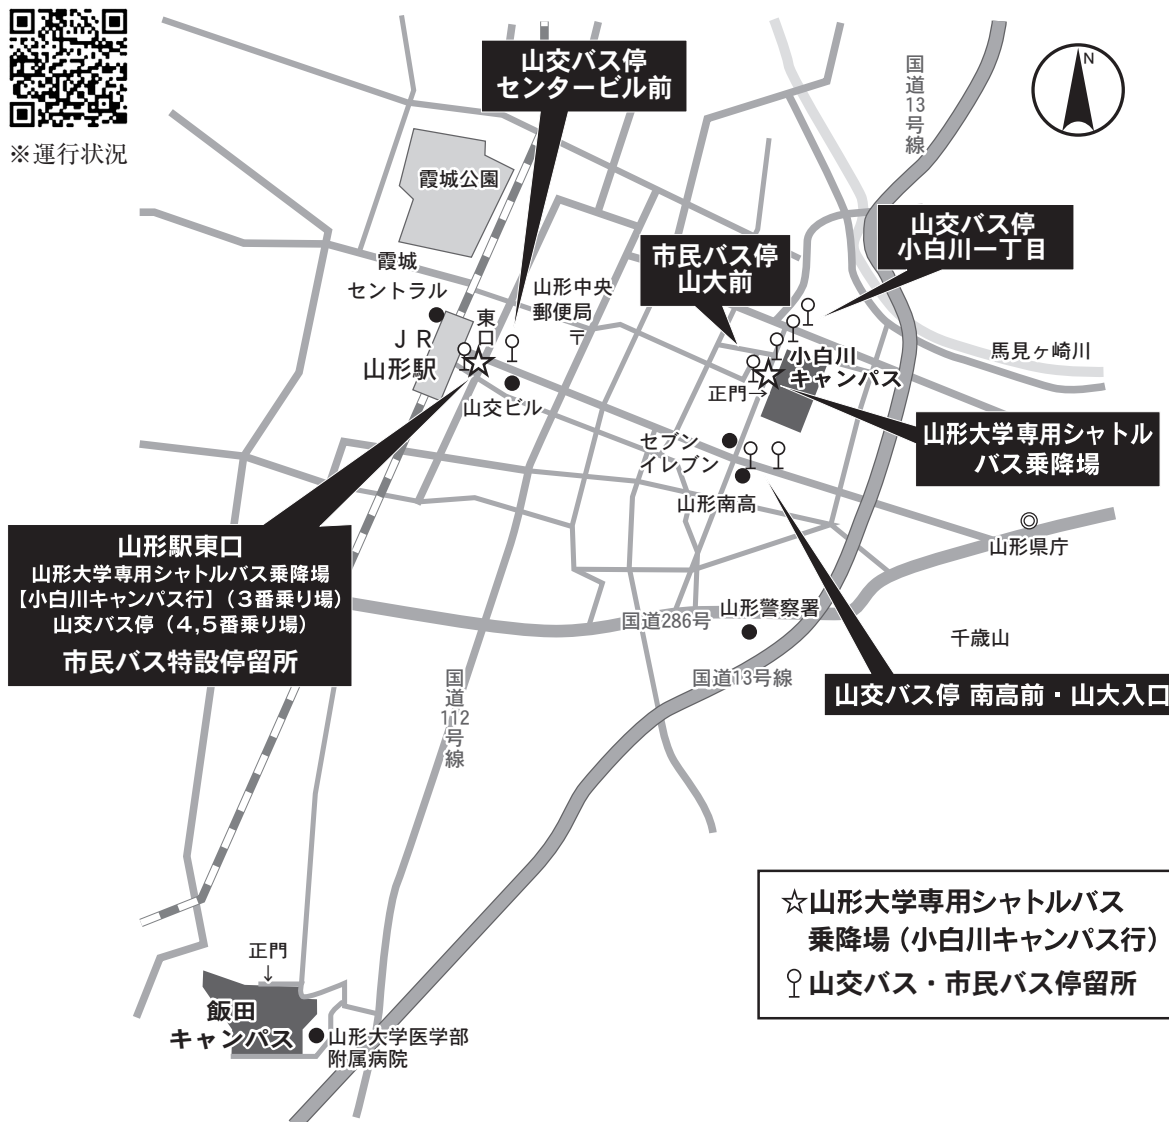 ※運行状況
山交バス停
センタービル前
国道13号線
N
霞城公園
山交バス停
小白川一丁目
市民バス停
山大前
霞城
セントラル
山形中央
郵便局
〒
東口
ＪＲ
山形駅
馬見ヶ崎川
小白川
キャンパス
正門→
山交ビル
山形大学専用シャトル
バス乗降場
セブン
イレブン
山形南高
山形県庁
山形駅東口
山形大学専用シャトルバス乗降場
【小白川キャンパス行】（３番乗り場）
山交バス停（4,5番乗り場）
市民バス特設停留所
山形警察署
国道286号
千歳山
国道13号線
山交バス停 南高前・山大入口
国道112号線
☆山形大学専用シャトルバス
乗降場（小白川キャンパス行）
山交バス・市民バス停留所
正門
↓
飯田
キャンパス
山形大学医学部
附属病院